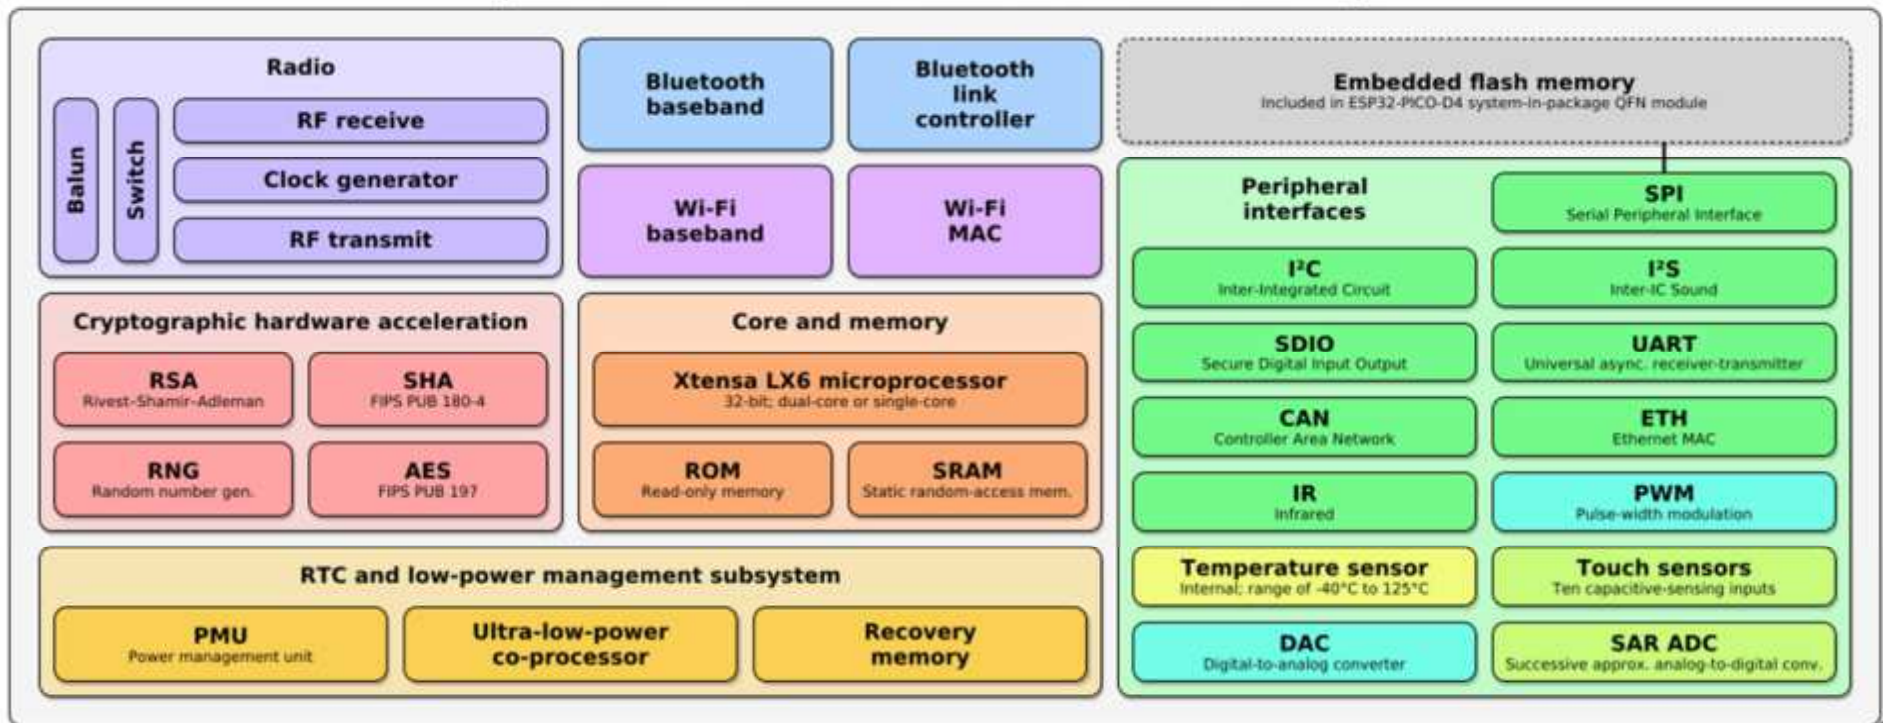 Radio
Balun
Switch
RF receive
Clock generator
RF transmit
Bluetooth
baseband
Bluetooth
link
controller
Wi-Fi
baseband
Wi-Fi
MAC
Cryptographic hardware acceleration
RSA
Rivest–Shamir–Adleman
SHA
FIPS PUB 180-4
RNG
Random number gen.
AES
FIPS PUB 197
Core and memory
Xtensa LX6 microprocessor
32-bit; dual-core or single-core
ROM
Read-only memory
SRAM
Static random-access mem.
RTC and low-power management subsystem
PMU
Power management unit
Ultra-low-power
co-processor
Recovery
memory
Embedded flash memory
Included in ESP32-PICO-D4 system-in-package QFN module
Peripheral
interfaces
SPI
Serial Peripheral Interface
I²C
Inter-Integrated Circuit
I²S
Inter-IC Sound
SDIO
Secure Digital Input Output
UART
Universal async. receiver-transmitter
CAN
Controller Area Network
ETH
Ethernet MAC
IR
Infrared
PWM
Pulse-width modulation
Temperature sensor
Internal; range of -40°C to 125°C
Touch sensors
Ten capacitive-sensing inputs
DAC
Digital-to-analog converter
SAR ADC
Successive approx. analog-to-digital conv.